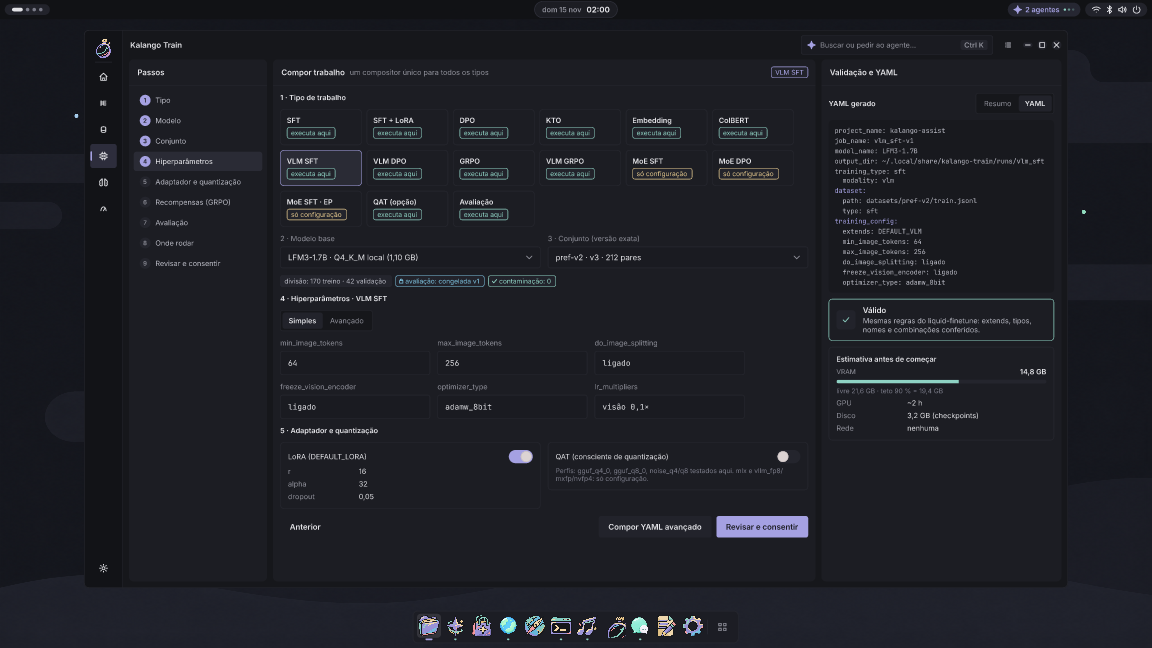 dom 15 nov 02:00
2 agentes
Kalango Train
Buscar ou pedir ao agente... Ctrl K
Passos
1 Tipo
2 Modelo
3 Conjunto
4 Hiperparâmetros
5 Adaptador e quantização
6 Recompensas (GRPO)
7 Avaliação
8 Onde rodar
9 Revisar e consentir
Compor trabalho um compositor único para todos os tipos
VLM SFT
1 · Tipo de trabalho
SFT
executa aqui
SFT + LoRA
executa aqui
DPO
executa aqui
KTO
executa aqui
Embedding
executa aqui
ColBERT
executa aqui
VLM SFT
executa aqui
VLM DPO
executa aqui
GRPO
executa aqui
VLM GRPO
executa aqui
MoE SFT
só configuração
MoE DPO
só configuração
MoE SFT · EP
só configuração
QAT (opção)
executa aqui
Avaliação
executa aqui
2 · Modelo base
LFM3-1.7B · Q4_K_M local (1,10 GB)
3 · Conjunto (versão exata)
pref-v2 · v3 · 212 pares
divisão: 170 treino · 42 validação
avaliação: congelada v1
contaminação: 0
4 · Hiperparâmetros · VLM SFT
Simples Avançado
min_image_tokens
64
max_image_tokens
256
do_image_splitting
ligado
freeze_vision_encoder
ligado
optimizer_type
adamw_8bit
lr_multipliers
visão 0,1×
5 · Adaptador e quantização
LoRA (DEFAULT_LORA)
r 16
alpha 32
dropout 0,05
QAT (consciente de quantização)
Perfis: gguf_q4_0, gguf_q8_0, noise_q4/q8 testados aqui. mlx e vllm_fp8/
mxfp/nvfp4: só configuração.
Anterior
Compor YAML avançado
Revisar e consentir
Validação e YAML
YAML gerado
Resumo YAML
project_name: kalango-assist
job_name: vlm_sft-v1
model_name: LFM3-1.7B
output_dir: ~/.local/share/kalango-train/runs/vlm_sft
training_type: sft
modality: vlm
dataset:
path: datasets/pref-v2/train.jsonl
type: sft
training_config:
extends: DEFAULT_VLM
min_image_tokens: 64
max_image_tokens: 256
do_image_splitting: ligado
freeze_vision_encoder: ligado
optimizer_type: adamw_8bit
Válido
Mesmas regras do liquid-finetune: extends, tipos,
nomes e combinações conferidos.
Estimativa antes de começar
VRAM 14,8 GB
livre 21,6 GB · teto 90 % = 19,4 GB
GPU ~2 h
Disco 3,2 GB (checkpoints)
Rede nenhuma